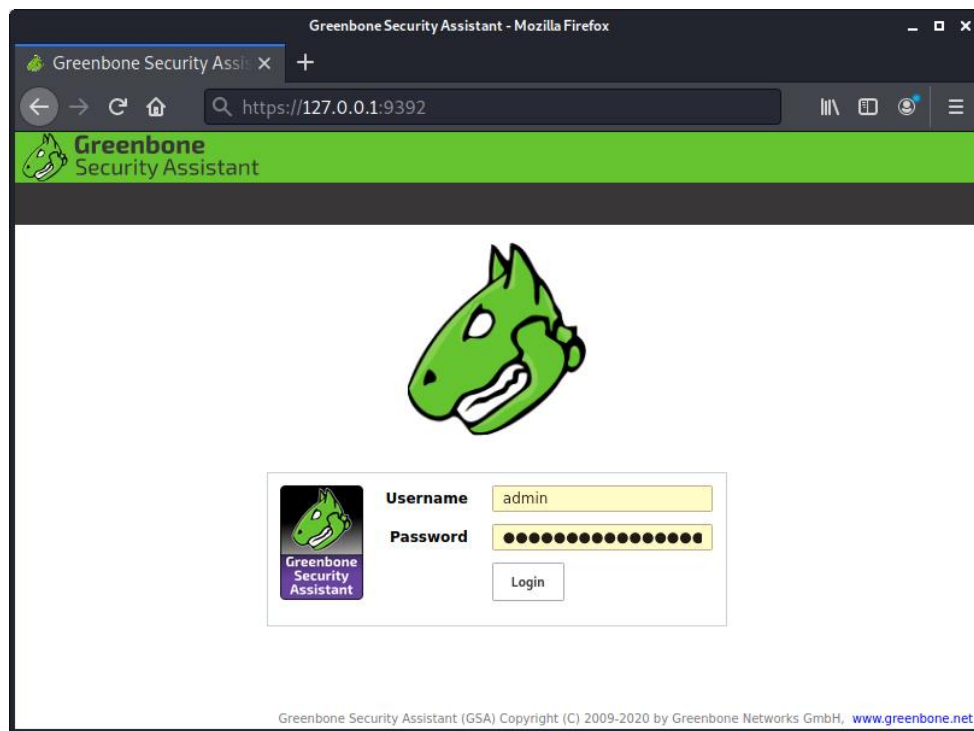 Greenbone Security Assistant - Mozilla Firefox
Greenbone Security Assis
https://127.0.0.1:9392
Greenbone
Security Assistant
Username
admin
Password
Greenbone
Security
Assistant
Login
Greenbone Security Assistant (GSA) Copyright (C) 2009-2020 by Greenbone Networks GmbH, www.greenbone.net